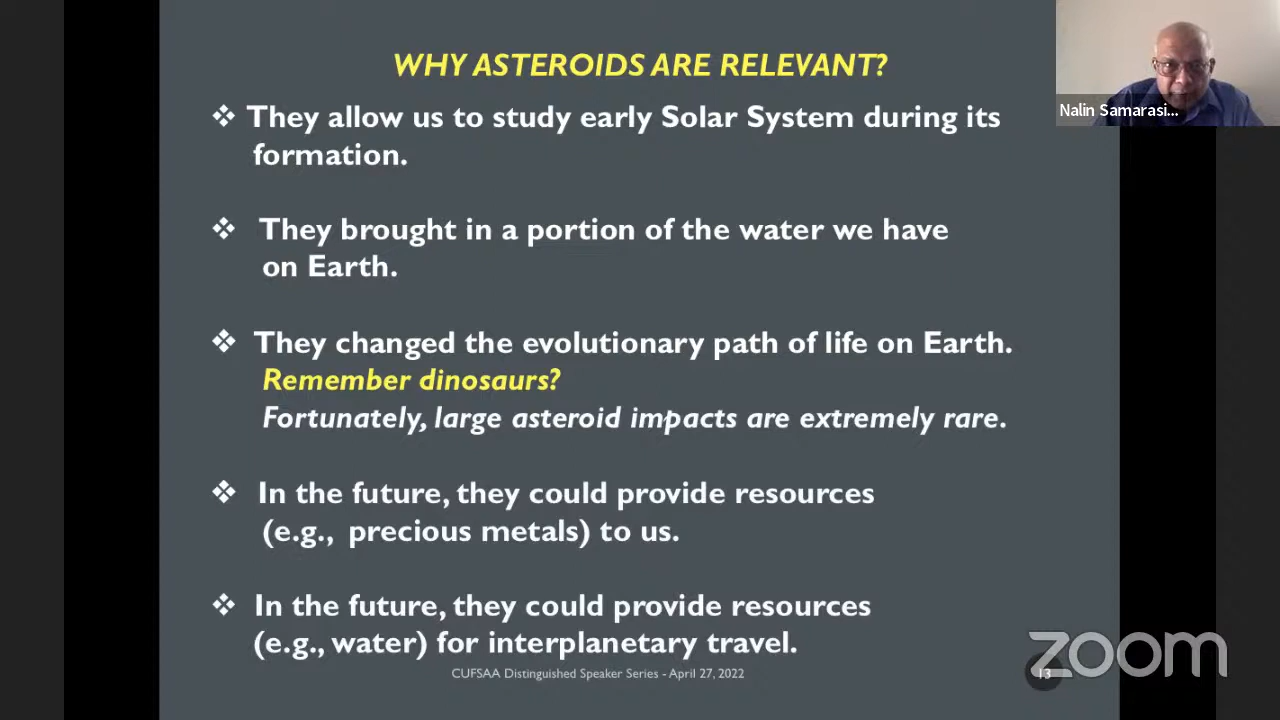 WHY ASTEROIDS ARE RELEVANT?
❖ They allow us to study early Solar System during its
formation.
❖ They brought in a portion of the water we have
on Earth.
❖ They changed the evolutionary path of life on Earth.
Remember dinosaurs?
Fortunately, large asteroid impacts are extremely rare.
❖ In the future, they could provide resources
(e.g., precious metals) to us.
❖ In the future, they could provide resources
(e.g., water) for interplanetary travel.
CUFSAA Distinguished Speaker Series - April 27, 2022
13
Nalin Samarasi...
zoom